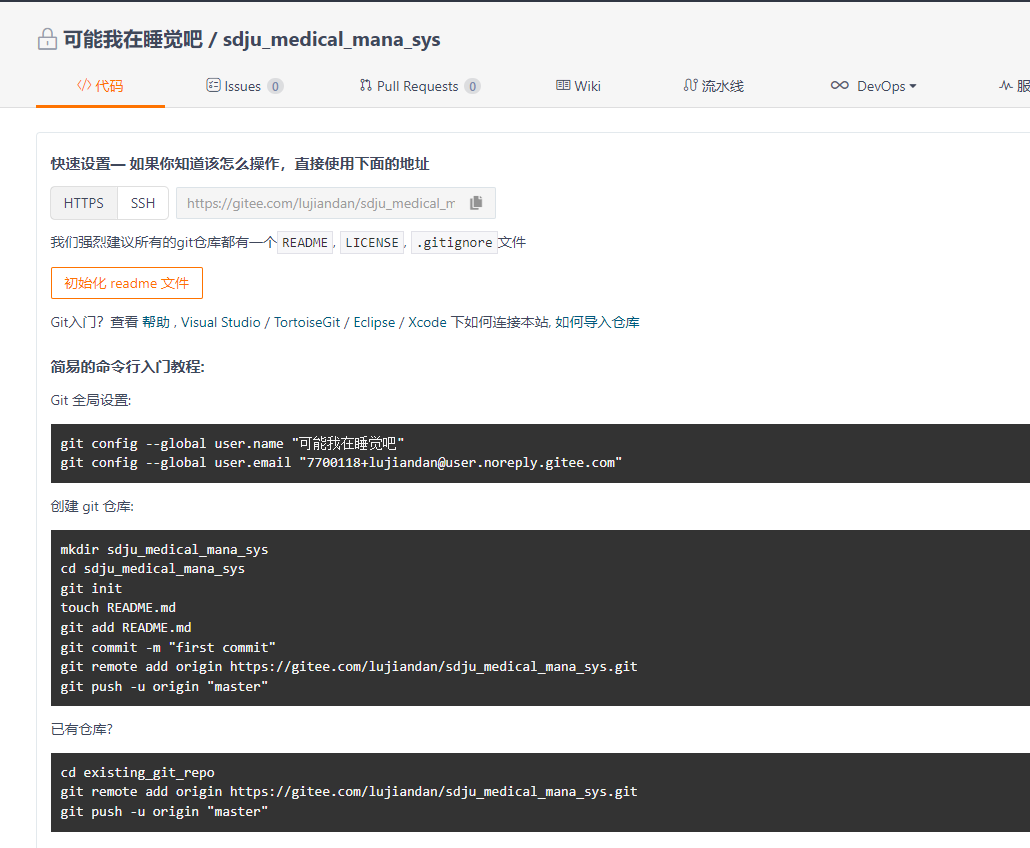 可能我在睡觉吧 / sdju_medical_mana_sys
代码 Issues 0 Pull Requests 0 Wiki 流水线 DevOps
快速设置— 如果你知道该怎么操作，直接使用下面的地址
HTTPS SSH https://gitee.com/lujiandan/sdju_medical_m
我们强烈建议所有的git仓库都有一个 README, LICENSE, .gitignore 文件
初始化 readme 文件
Git入门？查看 帮助 , Visual Studio / TortoiseGit / Eclipse / Xcode 下如何连接本站, 如何导入仓库
简易的命令行入门教程:
Git 全局设置:
git config --global user.name "可能我在睡觉吧"
git config --global user.email "7700118+lujiandan@user.noreply.gitee.com"
创建 git 仓库:
mkdir sdju_medical_mana_sys
cd sdju_medical_mana_sys
git init
touch README.md
git add README.md
git commit -m "first commit"
git remote add origin https://gitee.com/lujiandan/sdju_medical_mana_sys.git
git push -u origin "master"
已有仓库?
cd existing_git_repo
git remote add origin https://gitee.com/lujiandan/sdju_medical_mana_sys.git
git push -u origin "master"